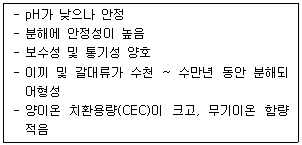 - pH가 낮으나 안정
- 분해에 안정성이 높음
- 보수성 및 통기성 양호
- 이끼 및 갈대류가 수천 ~ 수만년 동안 분해되
어형성
- 양이온 치환용량(CEC)이 크고, 무기이온 함량
적음